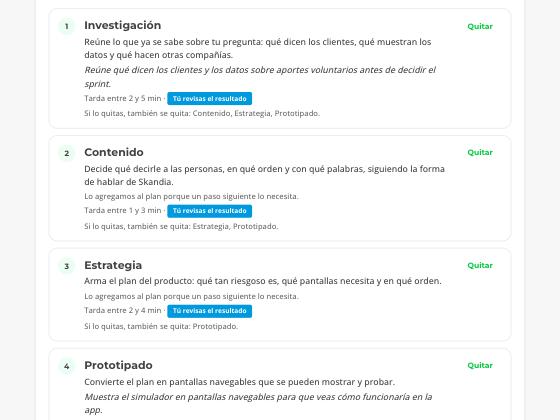 1 Investigación Quitar
Reúne lo que ya se sabe sobre tu pregunta: qué dicen los clientes, qué muestran los
datos y qué hacen otras compañías.
Reúne qué dicen los clientes y los datos sobre aportes voluntarios antes de decidir el
sprint.
Tarda entre 2 y 5 min · Tú revisas el resultado
Si lo quitas, también se quita: Contenido, Estrategia, Prototipado.
2 Contenido Quitar
Decide qué decirle a las personas, en qué orden y con qué palabras, siguiendo la forma
de hablar de Skandia.
Lo agregamos al plan porque un paso siguiente lo necesita.
Tarda entre 1 y 3 min · Tú revisas el resultado
Si lo quitas, también se quita: Estrategia, Prototipado.
3 Estrategia Quitar
Arma el plan del producto: qué tan riesgoso es, qué pantallas necesita y en qué orden.
Lo agregamos al plan porque un paso siguiente lo necesita.
Tarda entre 2 y 4 min · Tú revisas el resultado
Si lo quitas, también se quita: Prototipado.
4 Prototipado Quitar
Convierte el plan en pantallas navegables que se pueden mostrar y probar.
Muestra el simulador en pantallas navegables para que veas cómo funcionaría en la
app.